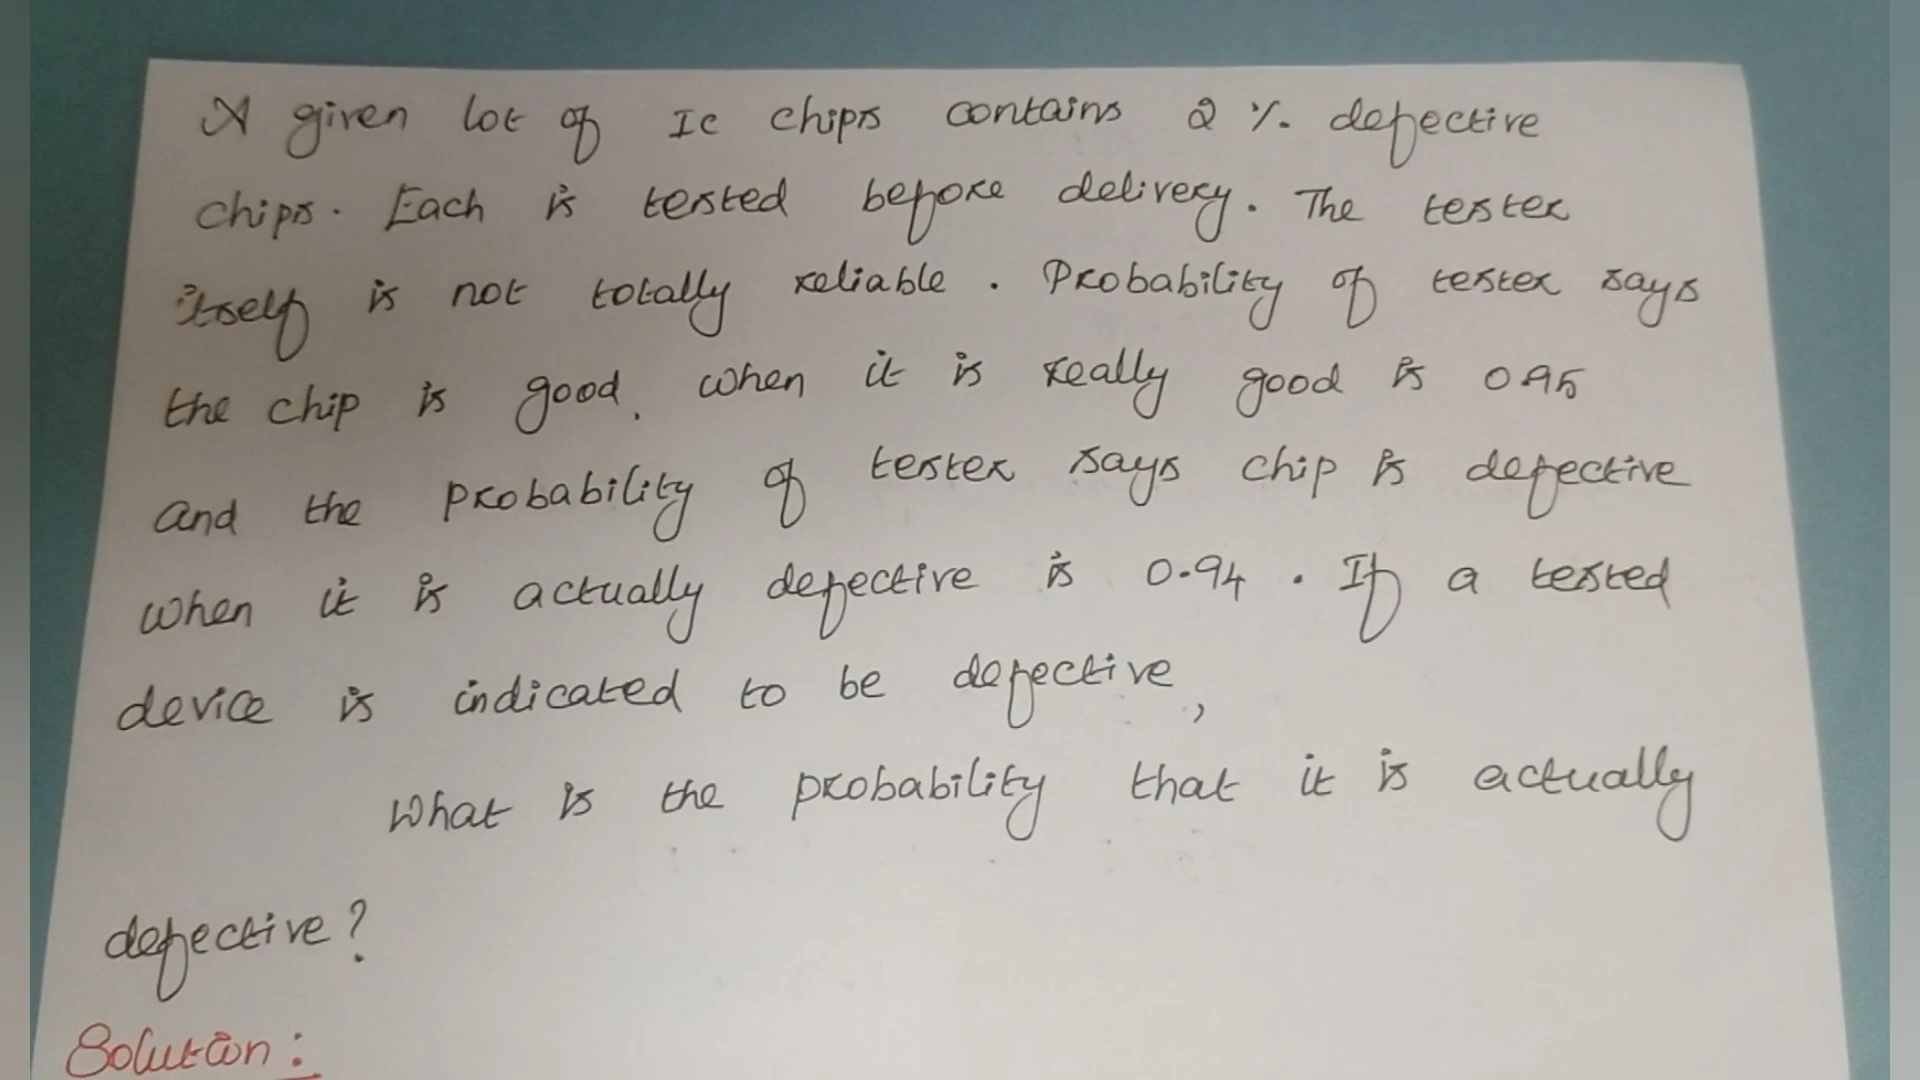 A given lot of Ic chips contains 2 %. defective
chips. Each is tested before delivery. The tester
itself is not totally reliable. Probability of tester says
the chip is good, when it is really good is 0.95
and the probability of tester says chip is defective
when it is actually defective is 0.94. If a tested
device is indicated to be defective,
What is the probability that it is actually
defective?
Solution: